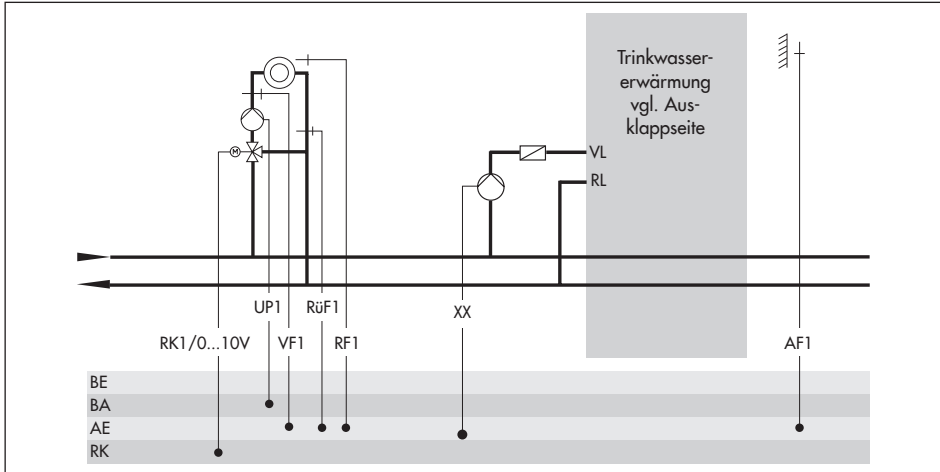 Trinkwasser-
erwärmung
vgl. Aus-
klappseite
M
VL
RL
UP1
RüF1
XX
RK1/0...10V
VF1
RF1
AF1
BE
BA
AE
RK